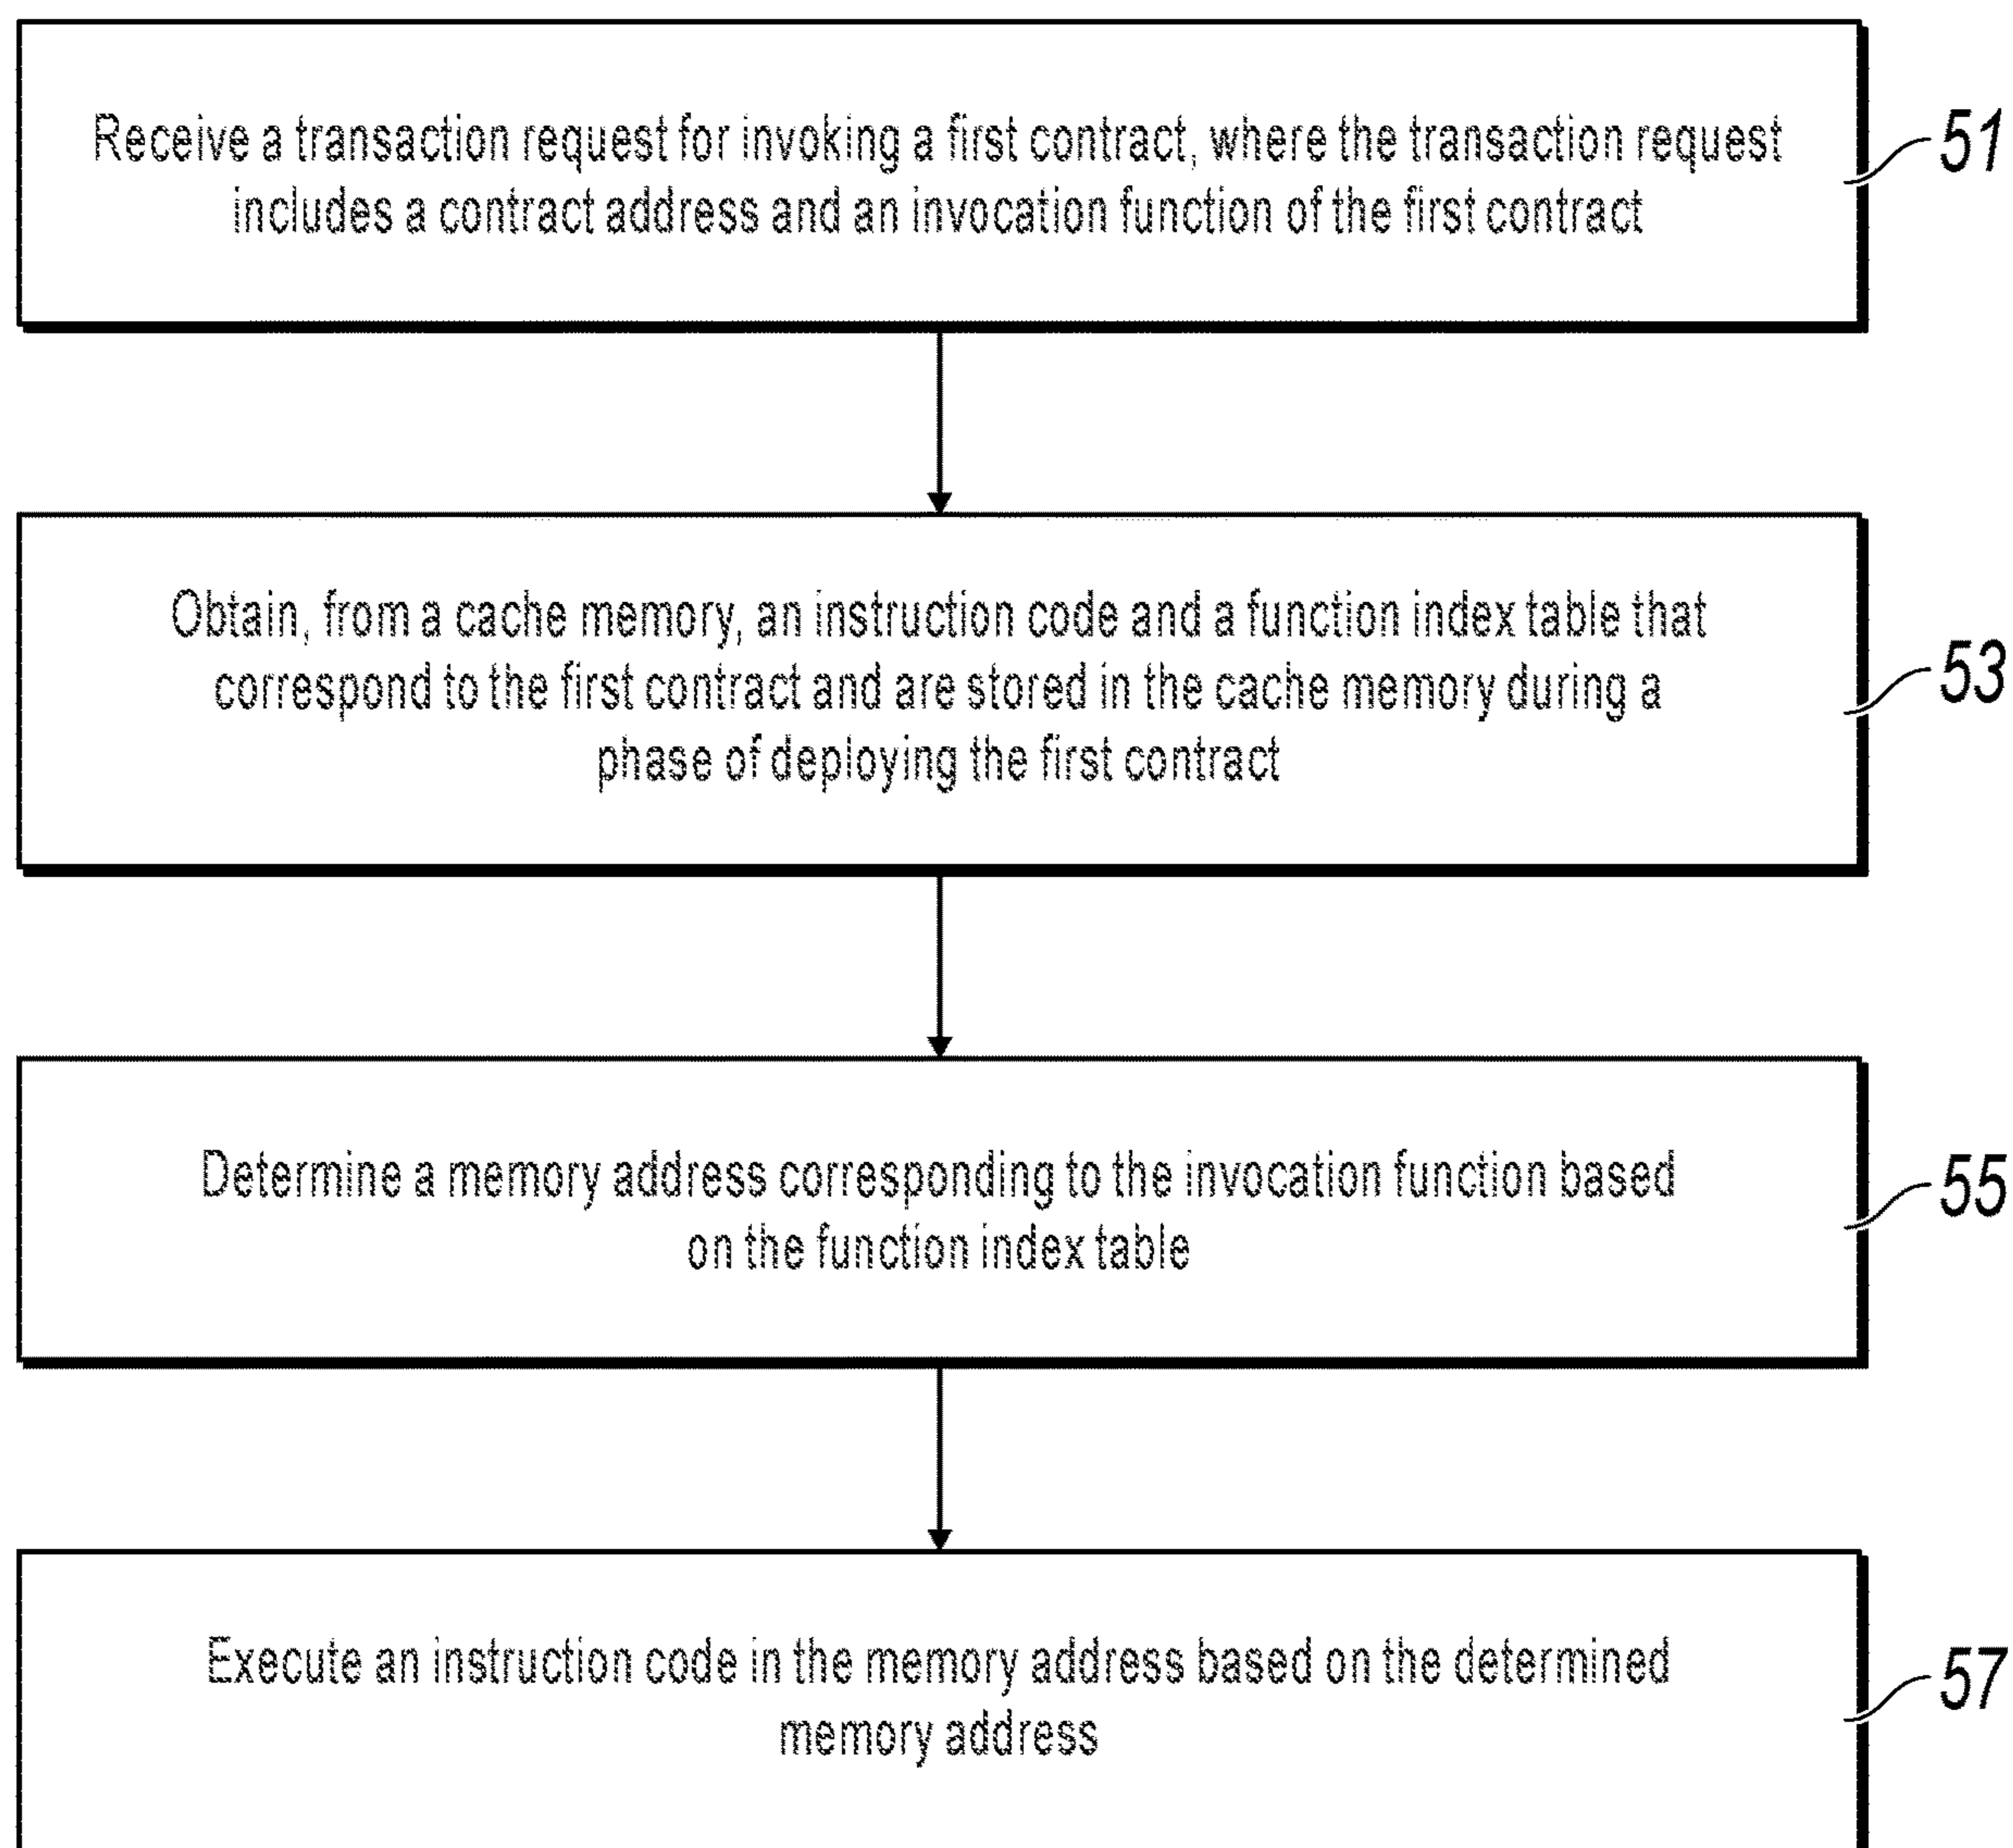 Receive a transaction request for invoking a first contract, where the transaction request
includes a contract address and an invocation function of the first contract
51
Obtain, from a cache memory, an instruction code and a function index table that
correspond to the first contract and are stored in the cache memory during a
phase of deploying the first contract
53
Determine a memory address corresponding to the invocation function based
on the function index table
55
Execute an instruction code in the memory address based on the determined
memory address
57